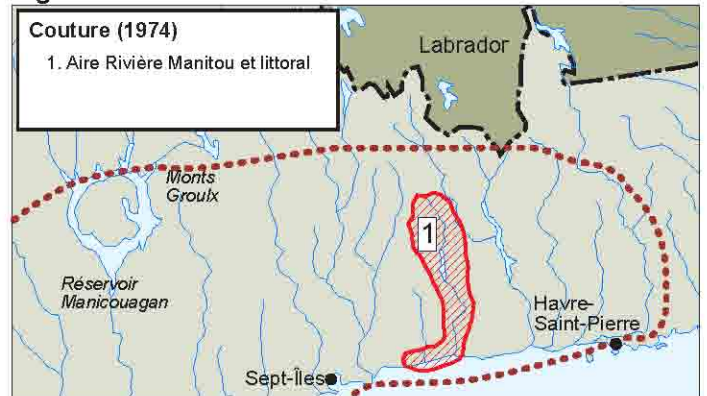 Couture (1974)
1. Aire Rivière Manitou et littoral
Labrador
Monts
Groulx
1
Réservoir
Manicouagan
Havre-
Saint-Pierre
Sept-Îles